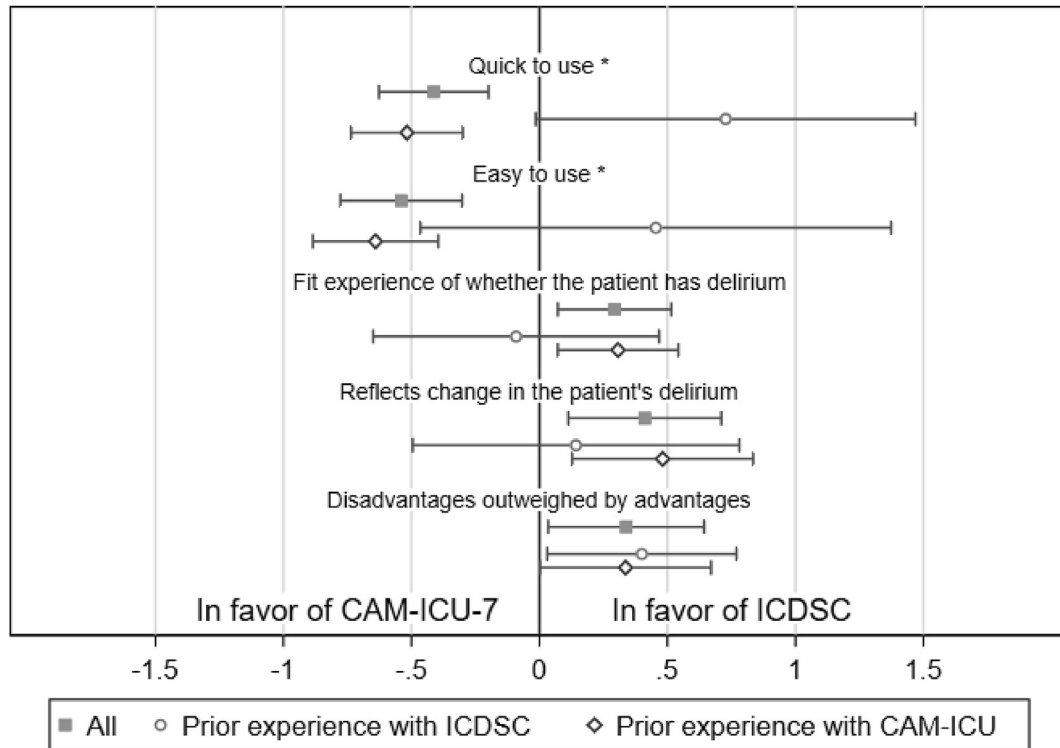 Quick to use *
Easy to use *
Fit experience of whether the patient has delirium
Reflects change in the patient's delirium
Disadvantages outweighed by advantages
In favor of CAM-ICU-7 In favor of ICDSC
-1.5 -1 -.5 0 .5 1 1.5
All Prior experience with ICDSC Prior experience with CAM-ICU